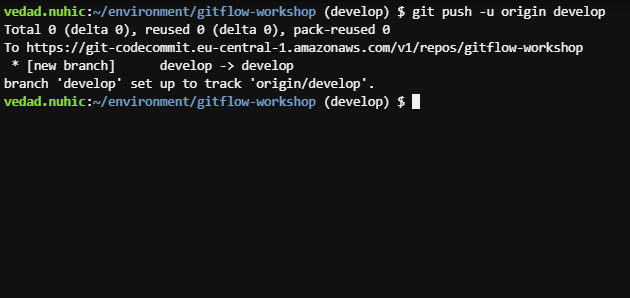 vedad.nuhic:~/environment/gitflow-workshop (develop) $ git push -u origin develop
Total 0 (delta 0), reused 0 (delta 0), pack-reused 0
To https://git-codecommit.eu-central-1.amazonaws.com/v1/repos/gitflow-workshop
 * [new branch]      develop -> develop
branch 'develop' set up to track 'origin/develop'.
vedad.nuhic:~/environment/gitflow-workshop (develop) $